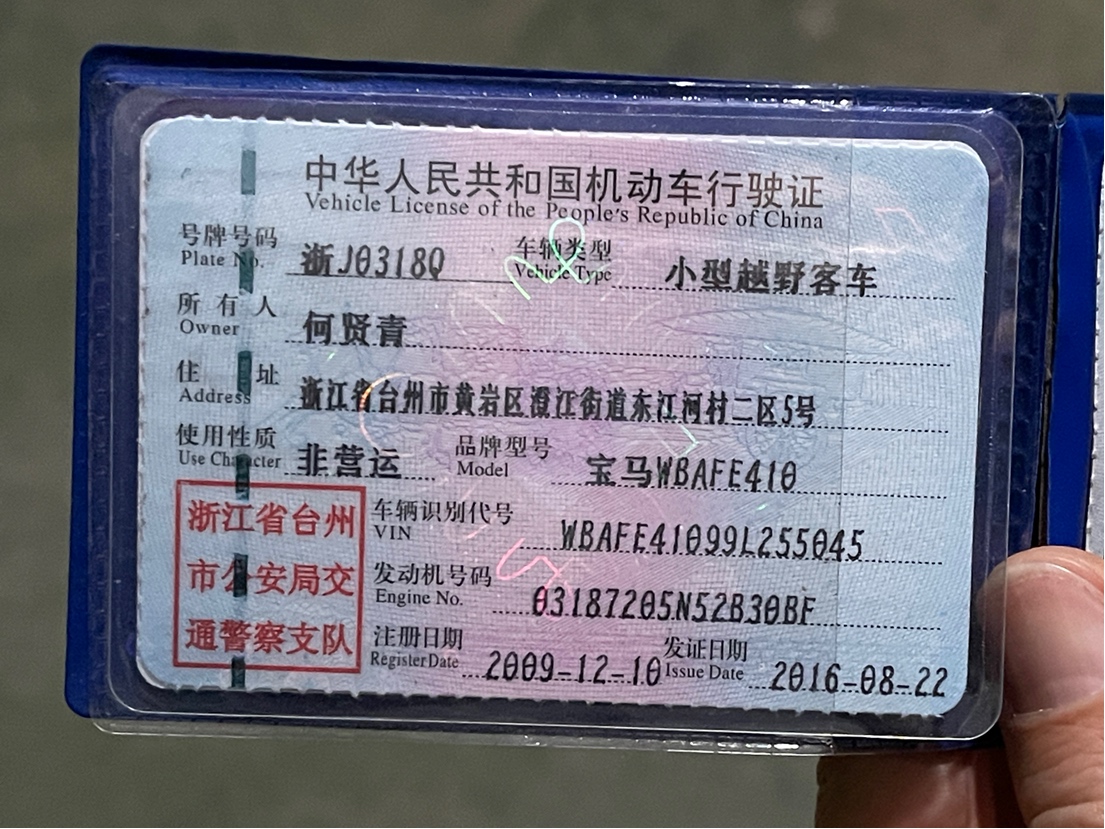 中华人民共和国机动车行驶证
Vehicle License of the People's Republic of China
号牌号码 浙J0318Q 车辆类型 小型越野客车
Plate No. Vehicle Type
所有人 何贤青
Owner
住址 浙江省台州市黄岩区澄江街道东江河村二区5号
Address
使用性质 非营运 品牌型号 宝马WBAFE410
Use Character Model
浙江省台州
市公安局交
通警察支队
车辆识别代号 WBAFE41099L255045
VIN
发动机号码 03187205N52B30BF
Engine No.
注册日期 2009-12-10 发证日期 2016-08-22
Register Date Issue Date